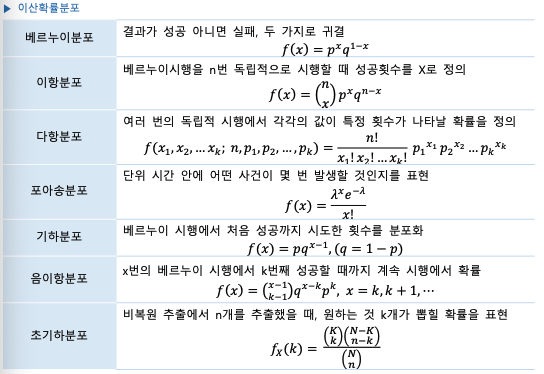 ▶ 이산확률분포
베르누이분포
결과가 성공 아니면 실패, 두 가지로 귀결
f(x) = p^x q^{1−x}
이항분포
베르누이시행을 n번 독립적으로 시행할 때 성공횟수를 X로 정의
f(x) = \binom{n}{x} p^x q^{n−x}
다항분포
여러 번의 독립적 시행에서 각각의 값이 특정 횟수가 나타날 확률을 정의
f(x_1, x_2, … x_k; n, p_1, p_2, …, p_k) = \frac{n!}{x_1! x_2! … x_k!} p_1^{x_1} p_2^{x_2} … p_k^{x_k}
포아송분포
단위 시간 안에 어떤 사건이 몇 번 발생할 것인지를 표현
f(x) = \frac{λ^x e^{−λ}}{x!}
기하분포
베르누이 시행에서 처음 성공까지 시도한 횟수를 분포화
f(x) = pq^{x−1}, (q = 1 − p)
음이항분포
x번의 베르누이 시행에서 k번째 성공할 때까지 계속 시행에서 확률
f(x) = \binom{x−1}{k−1} q^{x−k} p^k, x = k, k + 1, ⋯
초기하분포
비복원 추출에서 n개를 추출했을 때, 원하는 것 k개가 뽑힐 확률을 표현
f_X(k) = \frac{\binom{K}{k}\binom{N−K}{n−k}}{\binom{N}{n}}